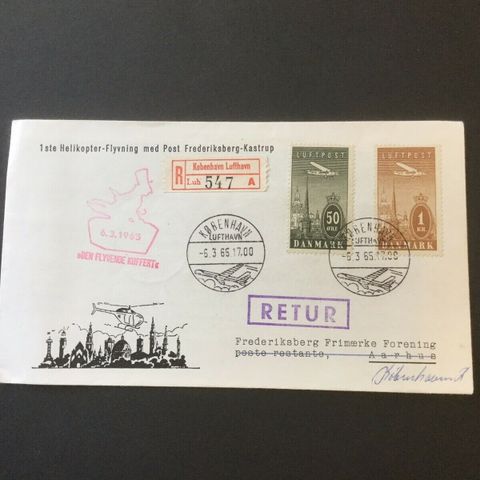 1ste Helikopter-Flyvning med Post Frederiksberg-Kastrup
R
København Lufthavn
Luh 547 A
LUFTPOST
50
ØRE
DANMARK
LUFTPOST
1
KR.
DANMARK
6.3.1965
»DEN FLYVENDE KUFFERT«
KØBENHAVN
LUFTHAVN
-6.3 65.17.00
KØBENHAVN
LUFTHAVN
-6.3 65.17.00
RETUR
Frederiksberg Frimærke Forening
poste restante, Aarhus